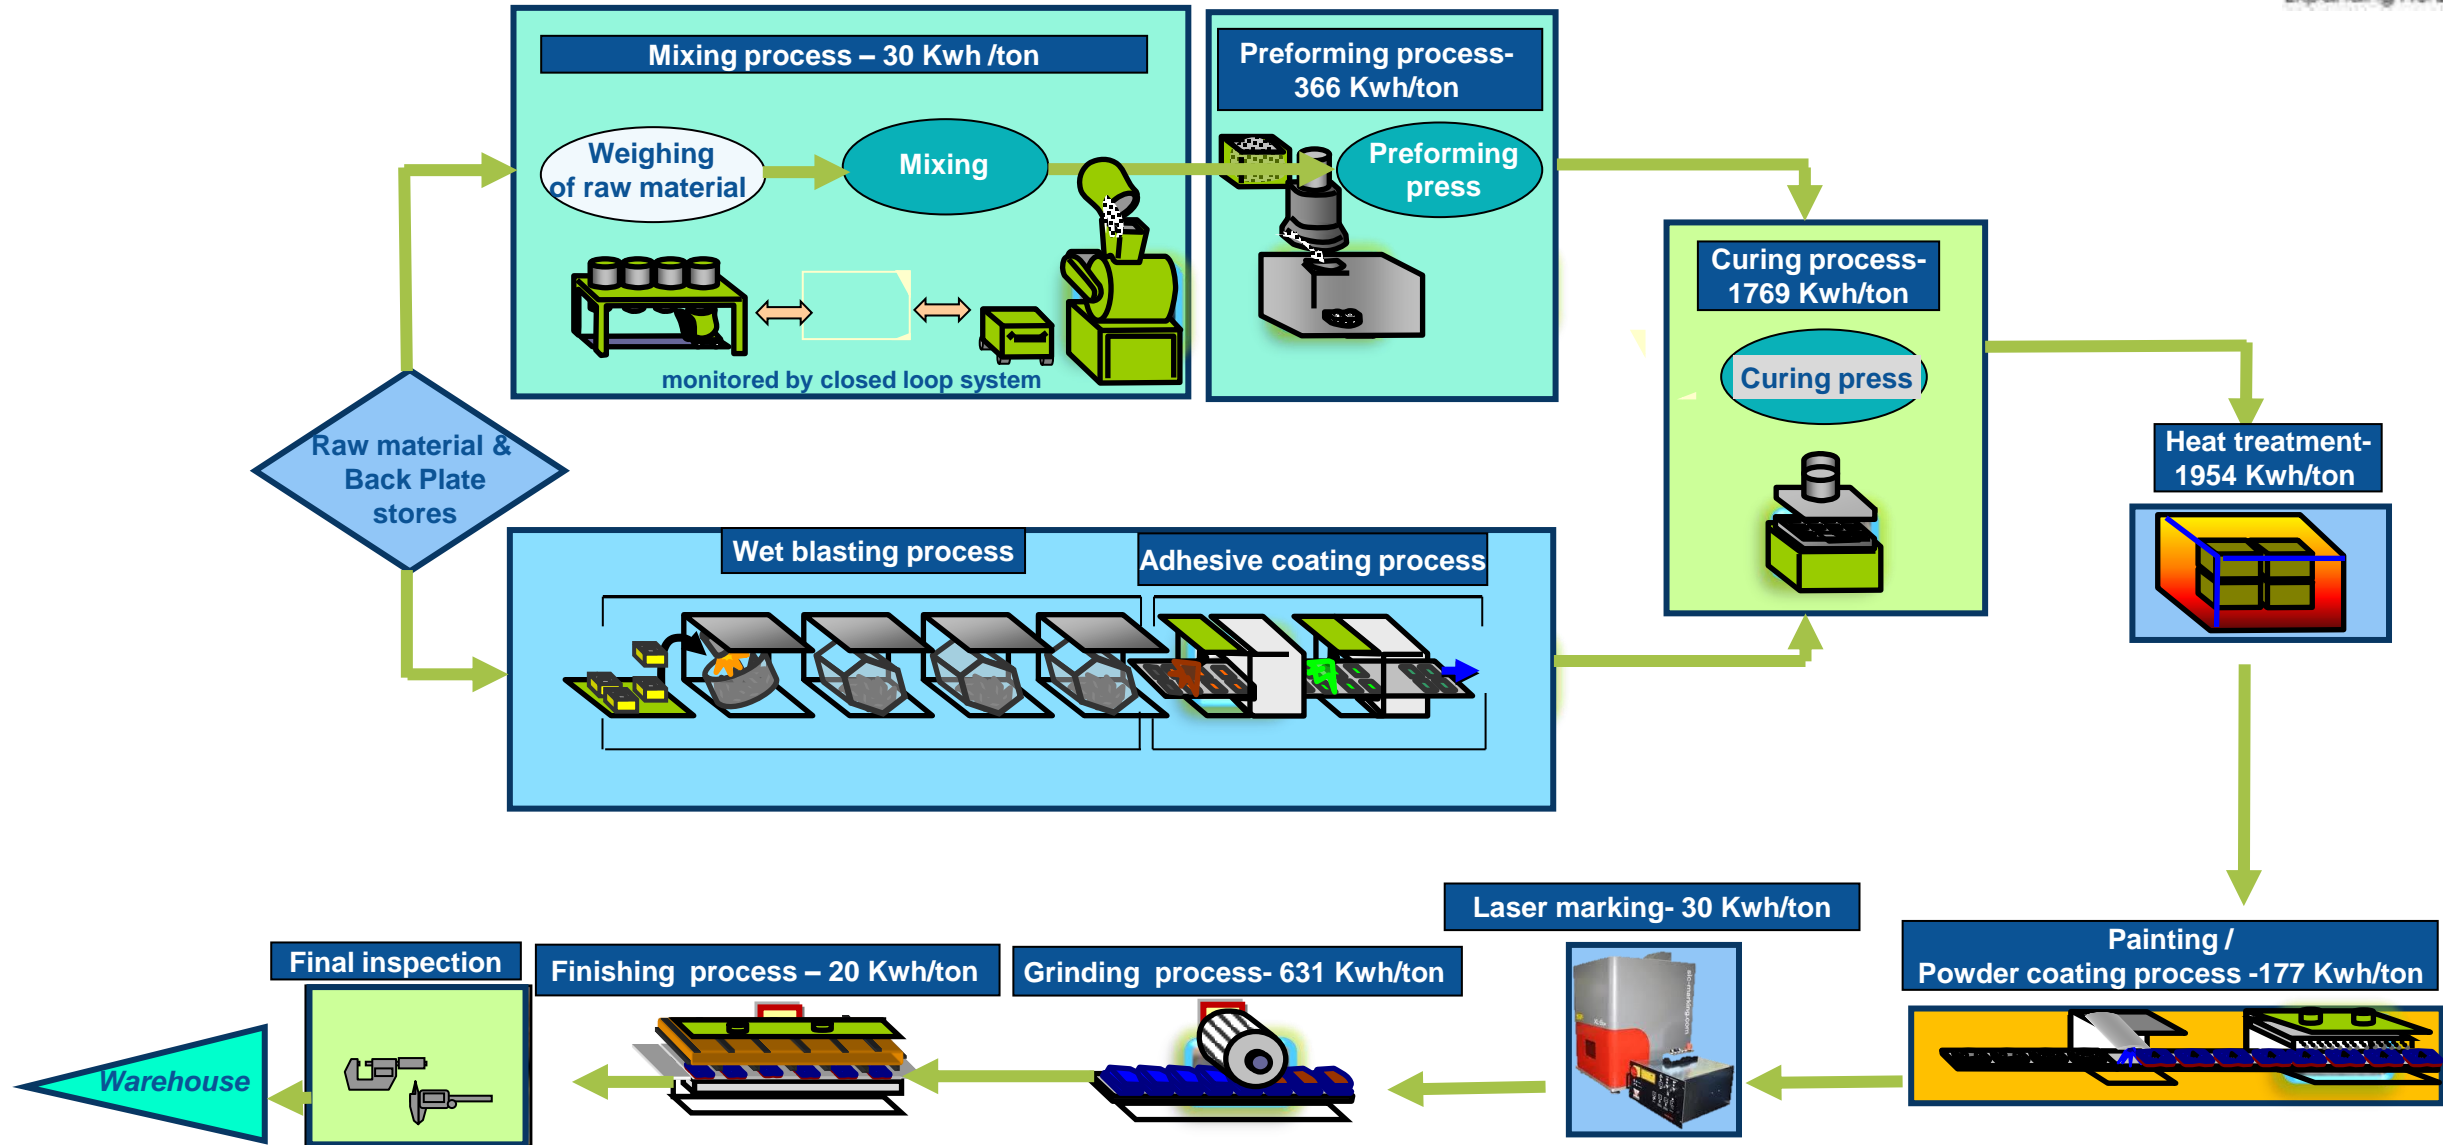 Mixing process – 30 Kwh /ton
Preforming process-
366 Kwh/ton
Weighing
of raw material
Mixing
Preforming
press
monitored by closed loop system
Curing process-
1769 Kwh/ton
Curing press
Raw material &
Back Plate
stores
Heat treatment-
1954 Kwh/ton
Wet blasting process
Adhesive coating process
Laser marking- 30 Kwh/ton
Painting /
Powder coating process -177 Kwh/ton
Grinding  process- 631 Kwh/ton
Finishing  process – 20 Kwh/ton
Final inspection
Warehouse
sic-marking.com